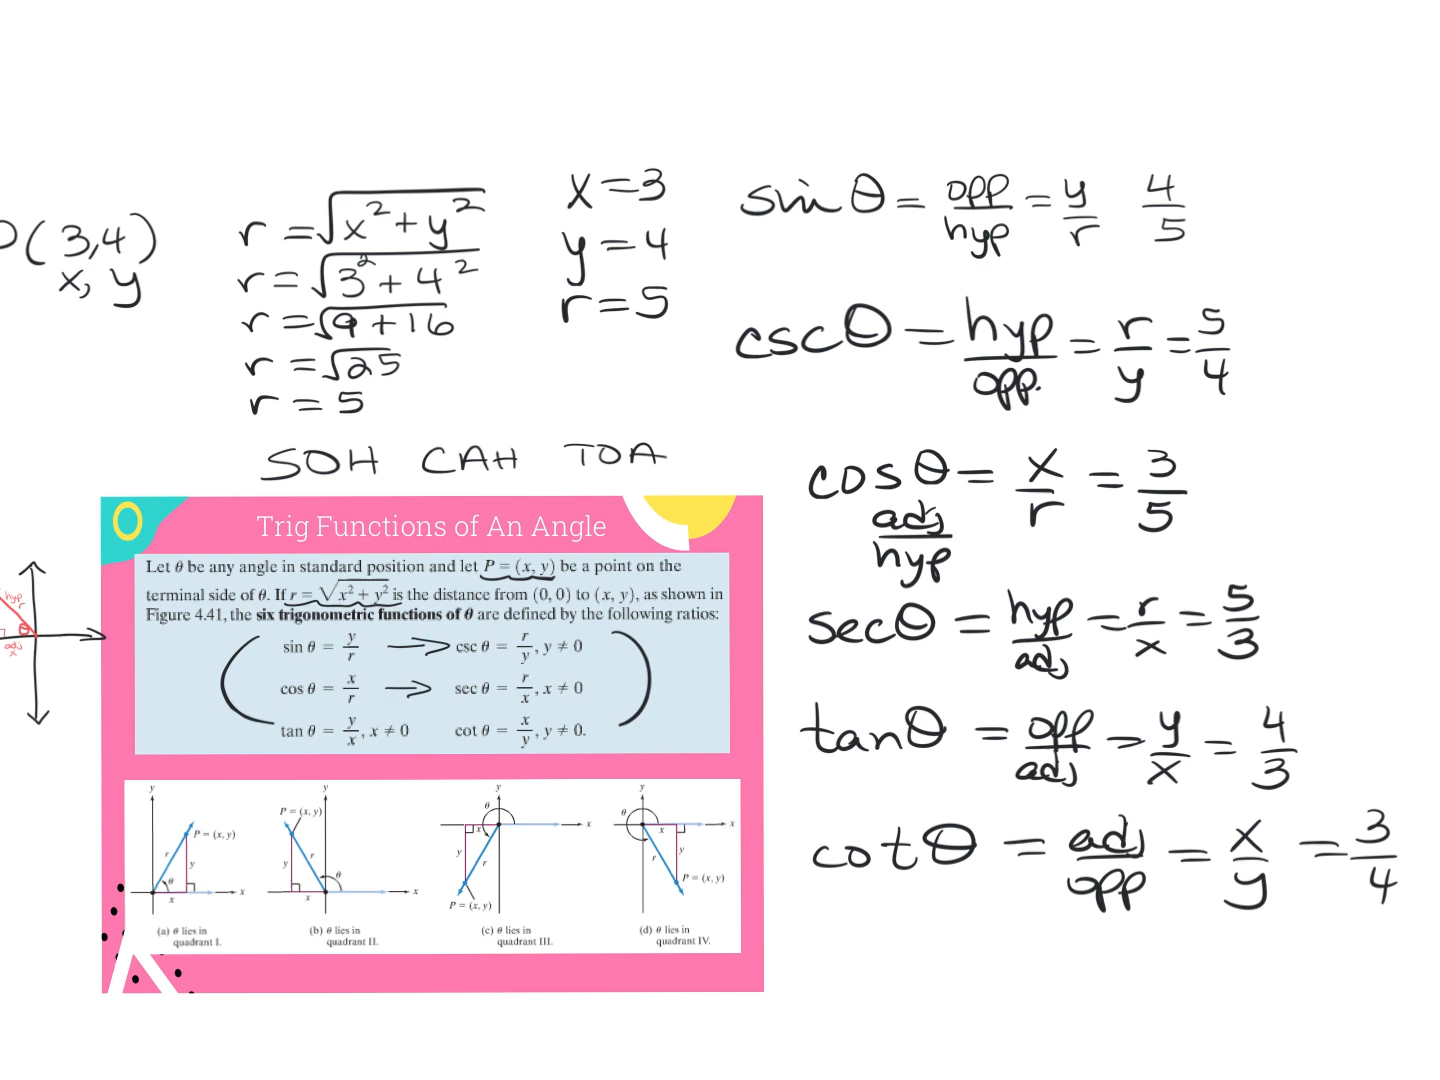 P(3,4)
x, y
r = √x² + y²
r = √3² + 4²
r = √9 + 16
r = √25
r = 5
x = 3
y = 4
r = 5
SOH CAH TOA
sin θ = opp/hyp = y/r 4/5
csc θ = hyp/opp. = r/y = 5/4
cos θ = x/r = 3/5
adj/hyp
sec θ = hyp/adj = r/x = 5/3
tan θ = opp/adj = y/x = 4/3
cot θ = adj/opp = x/y = 3/4
hyp
r
θ
adj
x
Trig Functions of An Angle
Let θ be any angle in standard position and let P = (x, y) be a point on the
terminal side of θ. If r = √x² + y² is the distance from (0, 0) to (x, y), as shown in
Figure 4.41, the six trigonometric functions of θ are defined by the following ratios:
sin θ = y/r csc θ = r/y, y ≠ 0
cos θ = x/r sec θ = r/x, x ≠ 0
tan θ = y/x, x ≠ 0 cot θ = x/y, y ≠ 0.
y
P = (x, y)
r
y
θ
x
x
(a) θ lies in
quadrant I.
y
P = (x, y)
y
r
θ
x
x
(b) θ lies in
quadrant II.
y
θ
x
x
y
r
P = (x, y)
(c) θ lies in
quadrant III.
y
θ
x
x
r
y
P = (x, y)
(d) θ lies in
quadrant IV.